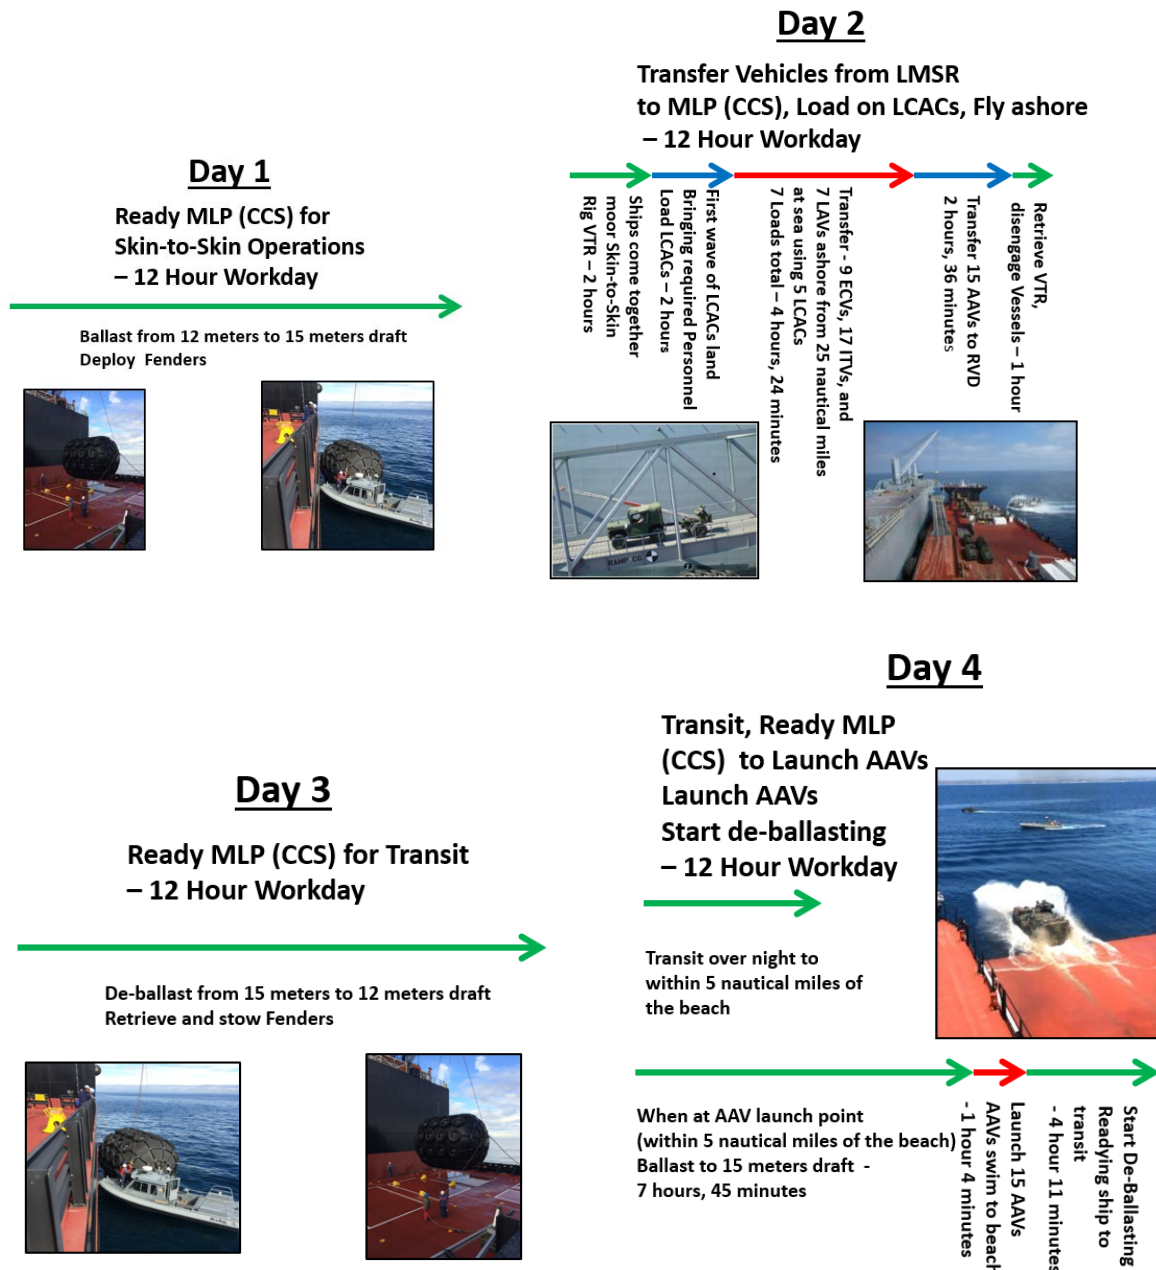 Day 1
Ready MLP (CCS) for
Skin-to-Skin Operations
– 12 Hour Workday
Ballast from 12 meters to 15 meters draft
Deploy Fenders
Day 2
Transfer Vehicles from LMSR
to MLP (CCS), Load on LCACs, Fly ashore
– 12 Hour Workday
Ships come together
moor Skin-to-Skin
Rig VTR – 2 hours
First wave of LCACs land
Bringing required Personnel
Load LCACs – 2 hours
Transfer - 9 ECVs, 17 ITVs, and
7 LAVs ashore from 25 nautical miles
at sea using 5 LCACs
7 Loads total – 4 hours, 24 minutes
Transfer 15 AAVs to RVD
2 hours, 36 minutes
Retrieve VTR,
disengage Vessels – 1 hour
RAMP CG
Day 3
Ready MLP (CCS) for Transit
– 12 Hour Workday
De-ballast from 15 meters to 12 meters draft
Retrieve and stow Fenders
Day 4
Transit, Ready MLP
(CCS) to Launch AAVs
Launch AAVs
Start de-ballasting
– 12 Hour Workday
Transit over night to
within 5 nautical miles of
the beach
When at AAV launch point
(within 5 nautical miles of the beach)
Ballast to 15 meters draft -
7 hours, 45 minutes
Launch 15 AAVs
AAVs swim to beach
- 1 hour 4 minutes
Start De-Ballasting
Readying ship to
transit
- 4 hour 11 minutes